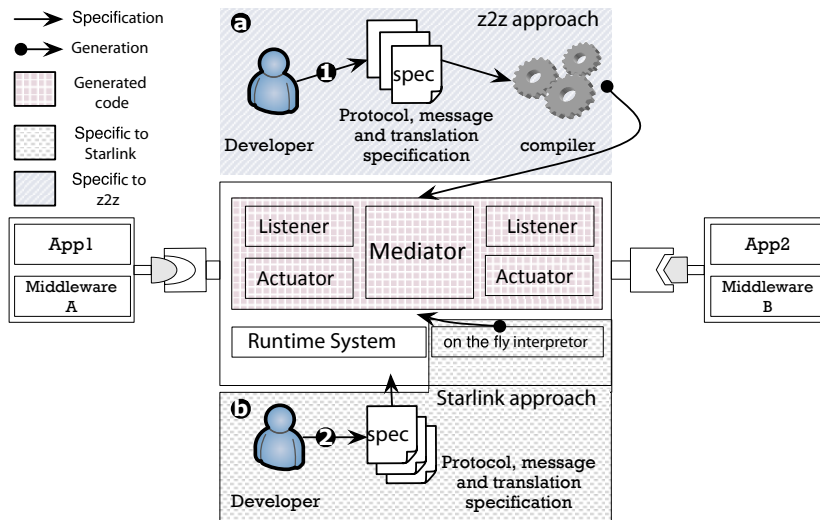 Specification
Generation
Generated
code
Specific to
Starlink
Specific to
z2z
a
z2z approach
1
spec
Developer
Protocol, message
and translation
specification
compiler
App1
Middleware
A
Listener
Actuator
Mediator
Listener
Actuator
App2
Middleware
B
Runtime System
on the fly interpretor
Starlink approach
b
2
spec
Developer
Protocol, message
and translation
specification